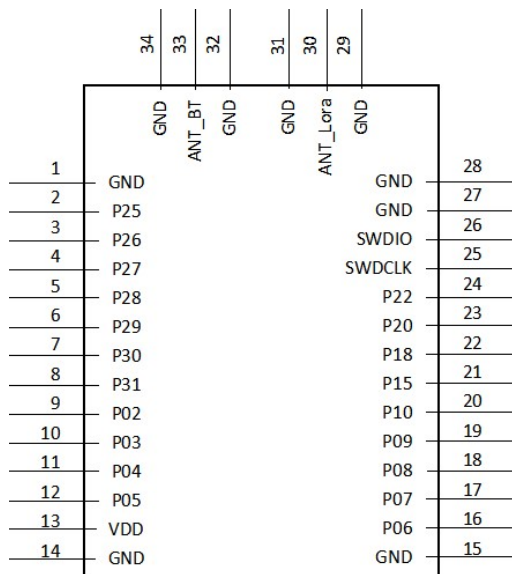 34 33 32 31 30 29
GND ANT_BT GND GND ANT_Lora GND
1 GND GND 28
2 P25 GND 27
3 P26 SWDIO 26
4 P27 SWDCLK 25
5 P28 P22 24
6 P29 P20 23
7 P30 P18 22
8 P31 P15 21
9 P02 P10 20
10 P03 P09 19
11 P04 P08 18
12 P05 P07 17
13 VDD P06 16
14 GND GND 15